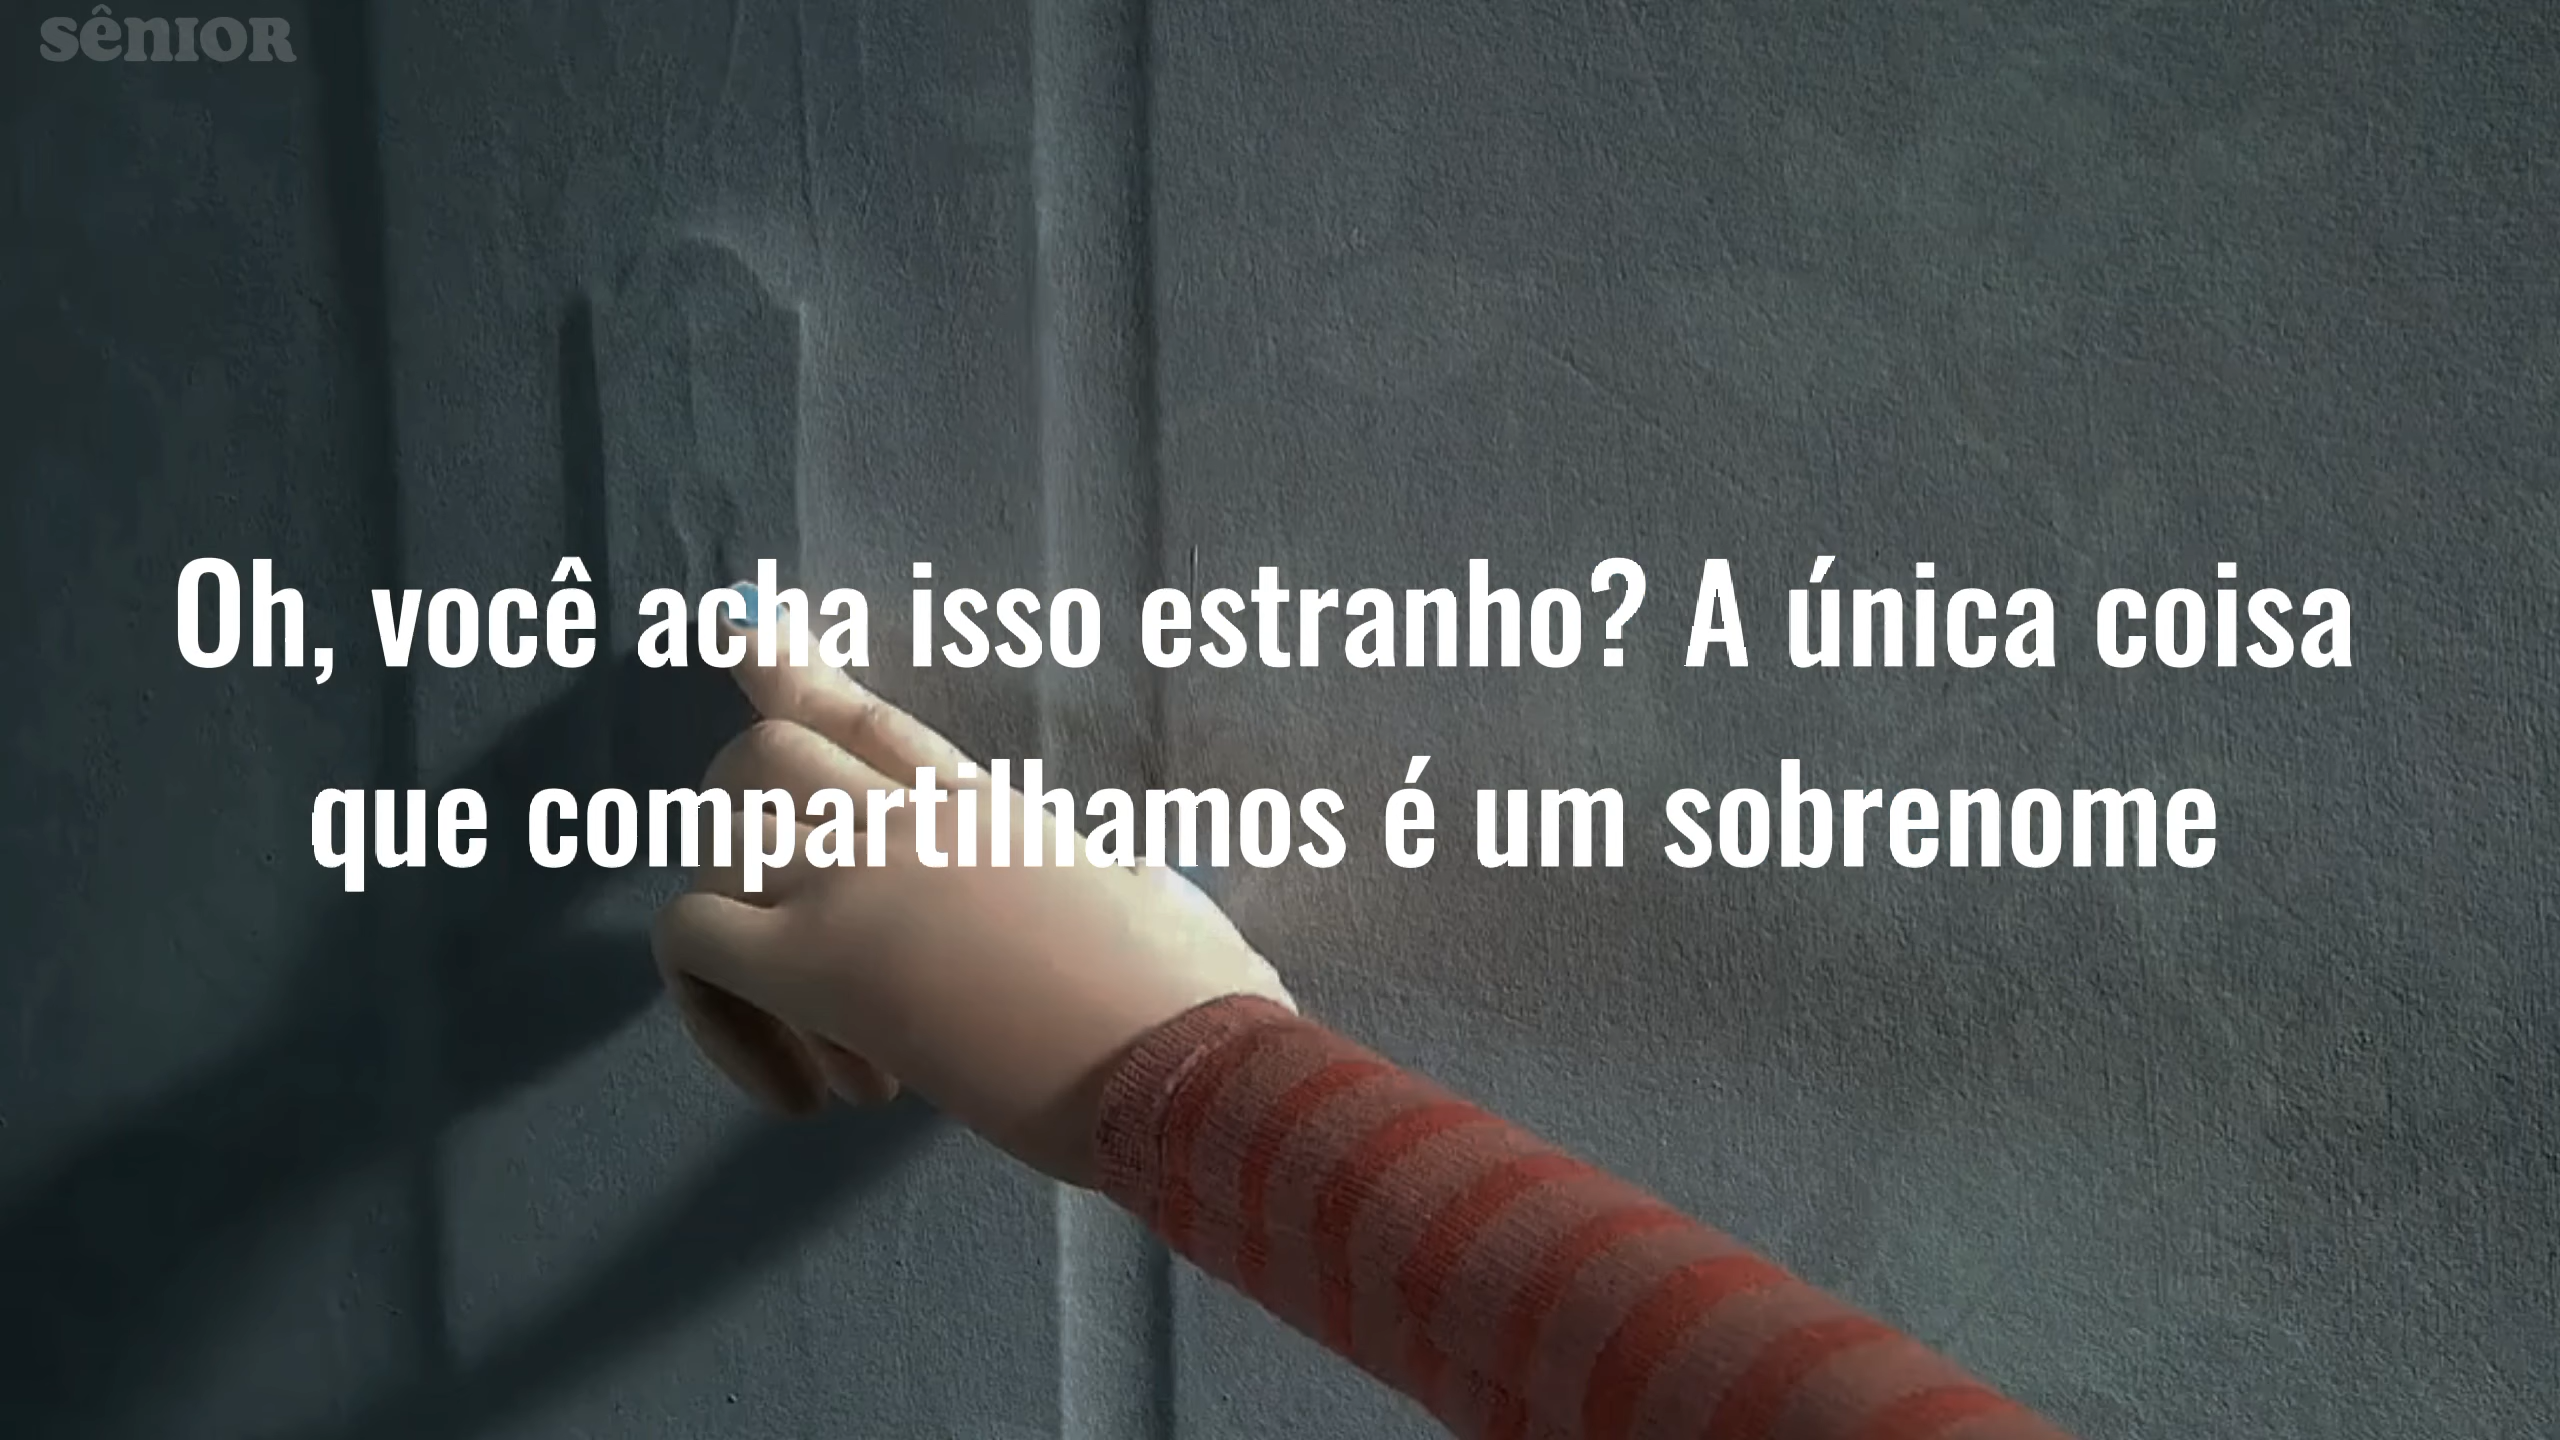 sênior
Oh, você acha isso estranho? A única coisa
que compartilhamos é um sobrenome